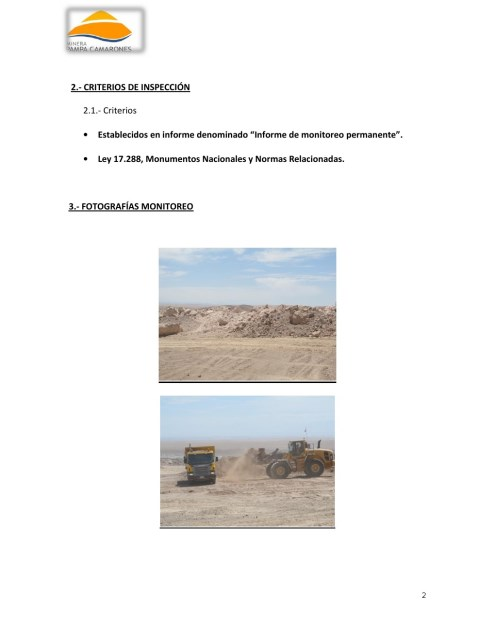 MINERA
PAMPA CAMARONES
2.- CRITERIOS DE INSPECCIÓN
2.1.- Criterios
• Establecidos en informe denominado “Informe de monitoreo permanente”.
• Ley 17.288, Monumentos Nacionales y Normas Relacionadas.
3.- FOTOGRAFÍAS MONITOREO
2